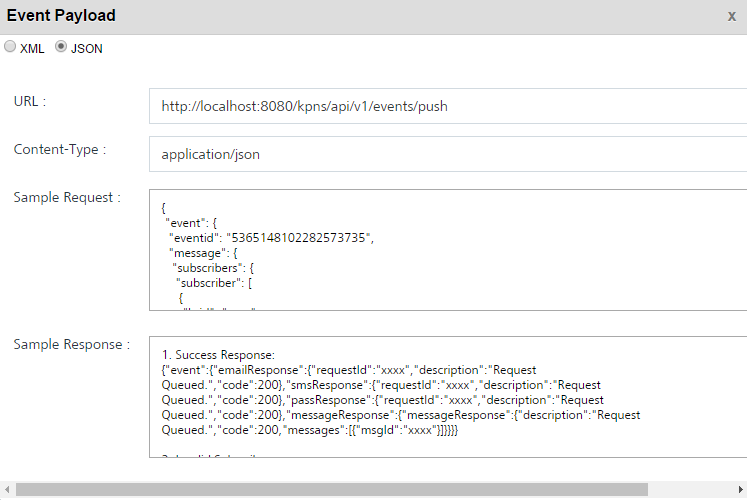 Event Payload x
XML JSON
URL : http://localhost:8080/kpns/api/v1/events/push
Content-Type : application/json
Sample Request :
{
"event": {
"eventid": "5365148102282573735",
"message": {
"subscribers": {
"subscriber": [
{
Sample Response :
1. Success Response:
{"event":{"emailResponse":{"requestId":"xxxx","description":"Request
Queued.","code":200},"smsResponse":{"requestId":"xxxx","description":"Request
Queued.","code":200},"passResponse":{"requestId":"xxxx","description":"Request
Queued.","code":200},"messageResponse":{"messageResponse":{"description":"Request
Queued.","code":200,"messages":[{"msgId":"xxxx"}]}}}}